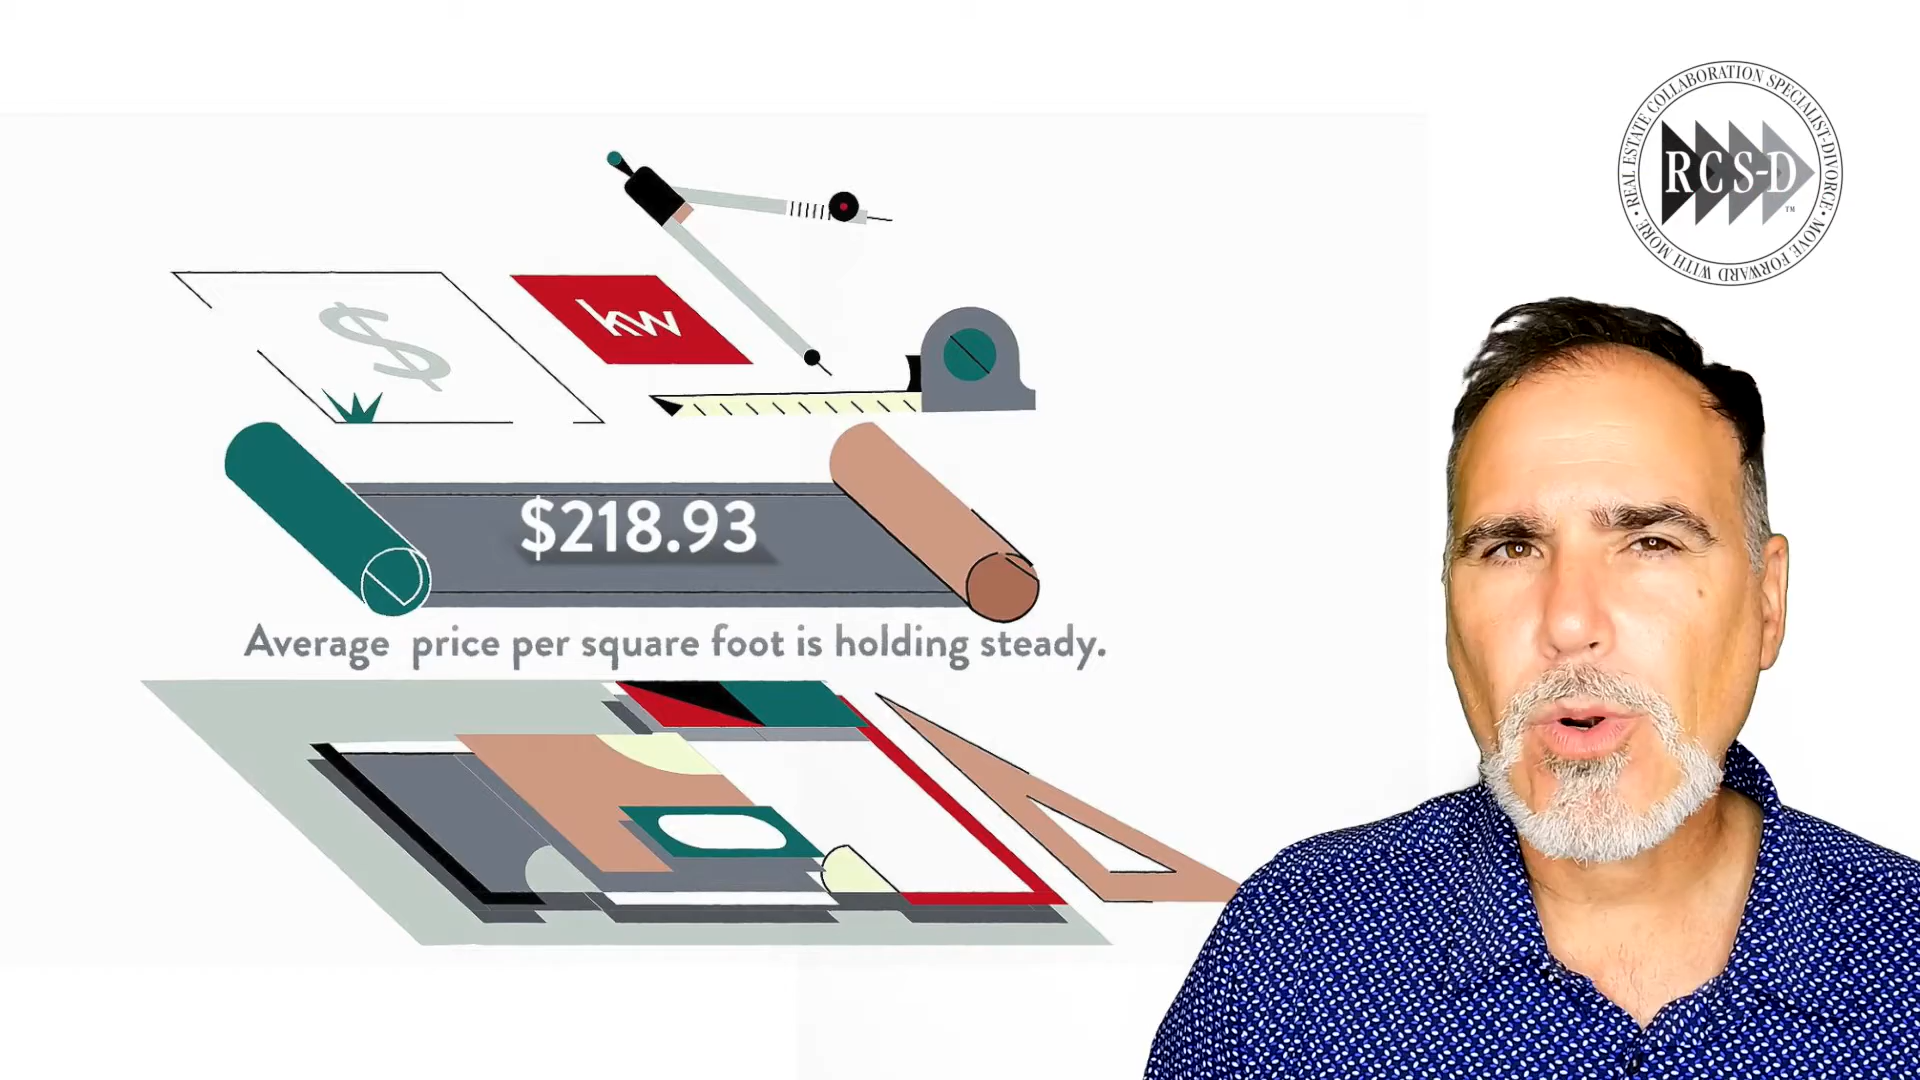 REAL ESTATE COLLABORATION SPECIALIST-DIVORCE • MOVE FORWARD WITH MORE •
RCS-D
TM
$
kw
$218.93
Average price per square foot is holding steady.